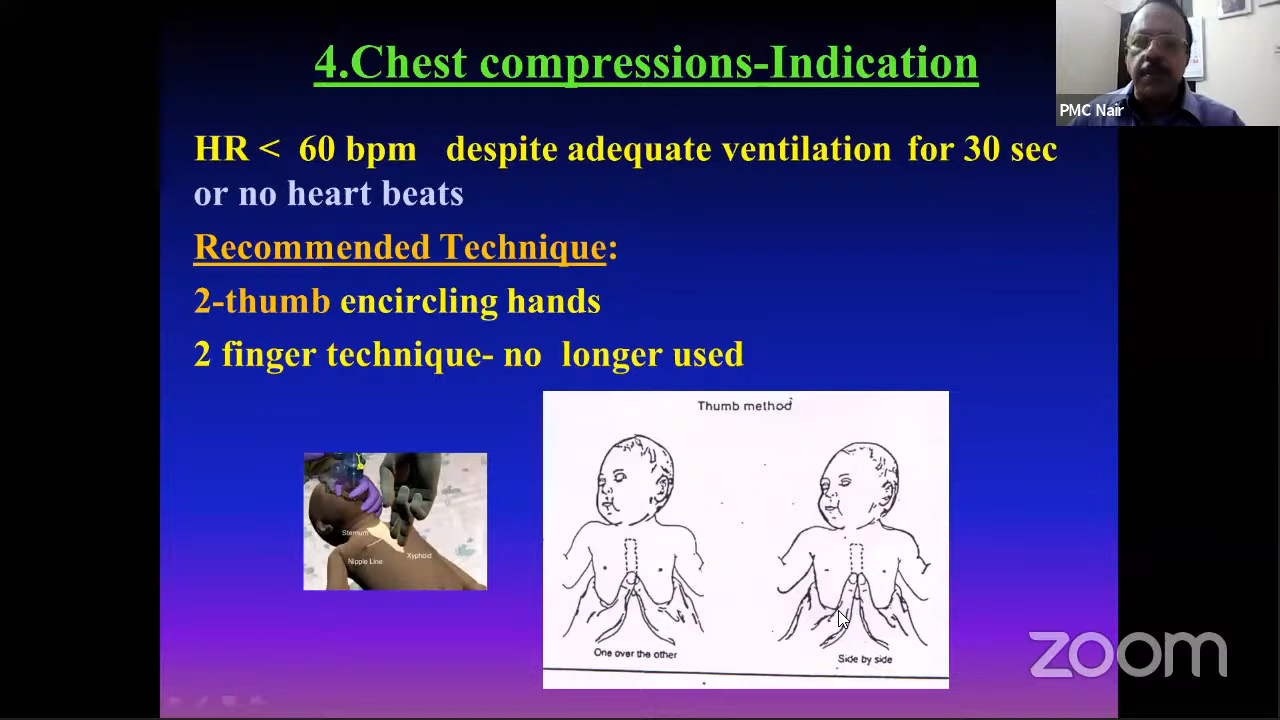 4.Chest compressions-Indication
PMC Nair
HR < 60 bpm despite adequate ventilation for 30 sec
or no heart beats
Recommended Technique:
2-thumb encircling hands
2 finger technique- no longer used
Thumb method
Sternum
Nipple Line
Xyphoid
One over the other
Side by side
zoom